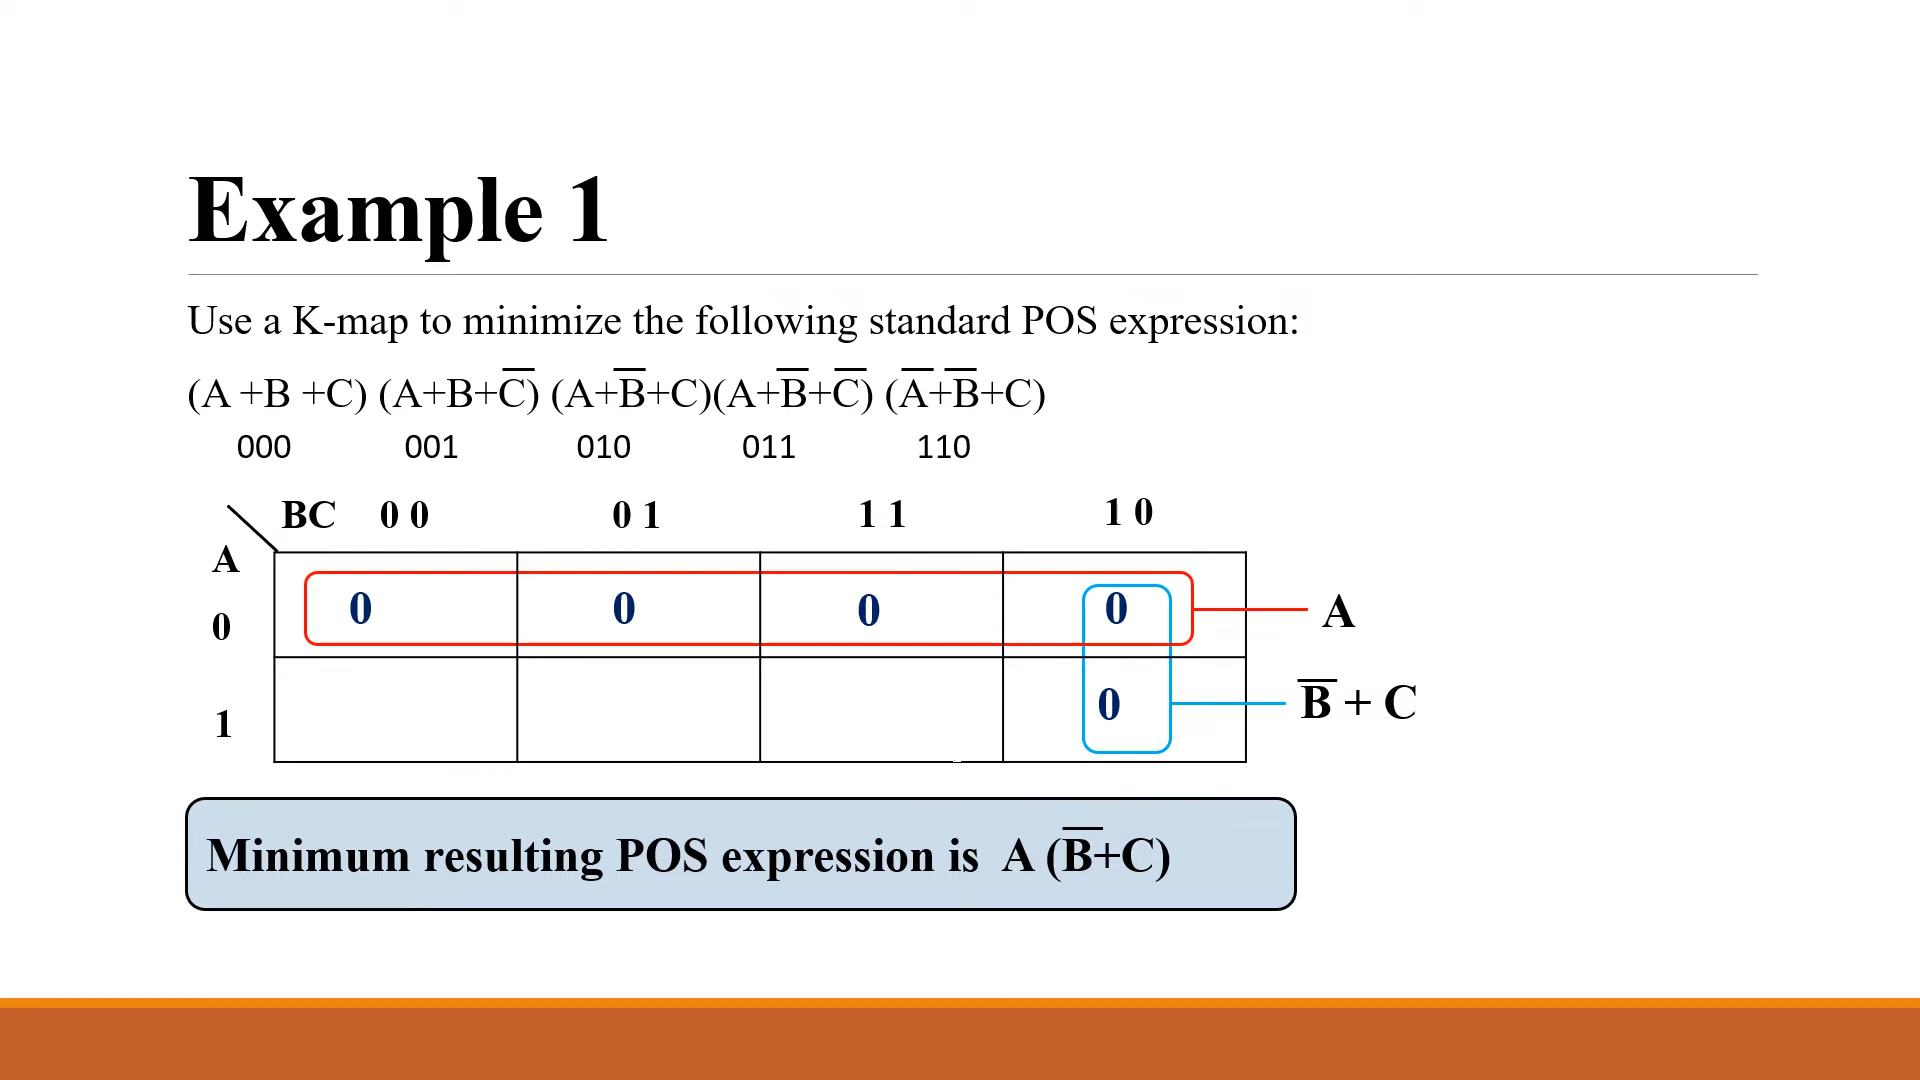 Example 1
Use a K-map to minimize the following standard POS expression:
(A +B +C) (A+B+C̅) (A+B̅+C)(A+B̅+C̅) (A̅+B̅+C)
000 001 010 011 110
BC 0 0 0 1 1 1 1 0
A
0 0 0 0 0 A
1 0 B̅ + C
Minimum resulting POS expression is A (B̅+C)